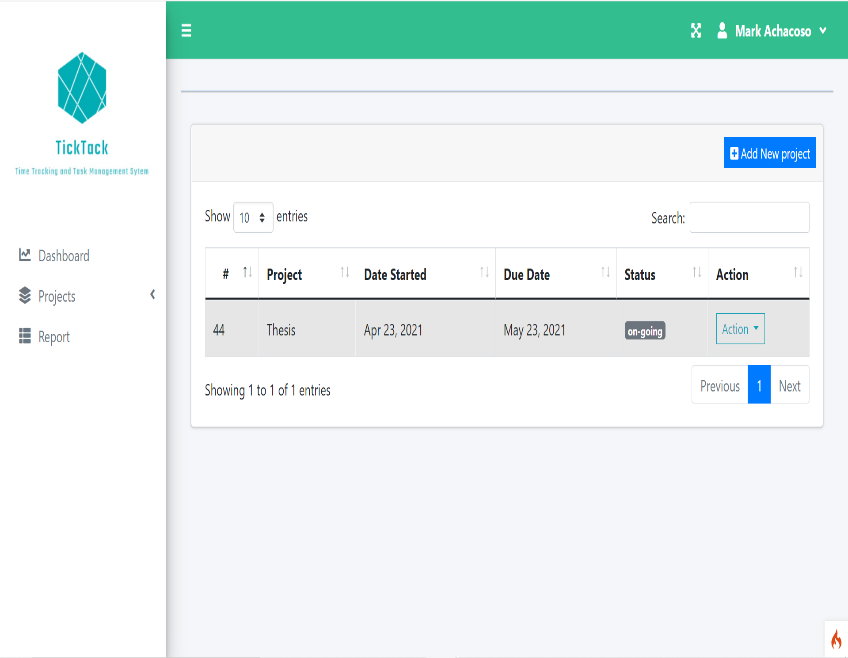 Mark Achacoso
TickTack
Time Tracking and Task Management Sytem
Dashboard
Projects
Report
Add New project
Show 10 entries
Search:
# Project Date Started Due Date Status Action
44 Thesis Apr 23, 2021 May 23, 2021 on-going Action
Showing 1 to 1 of 1 entries
Previous 1 Next